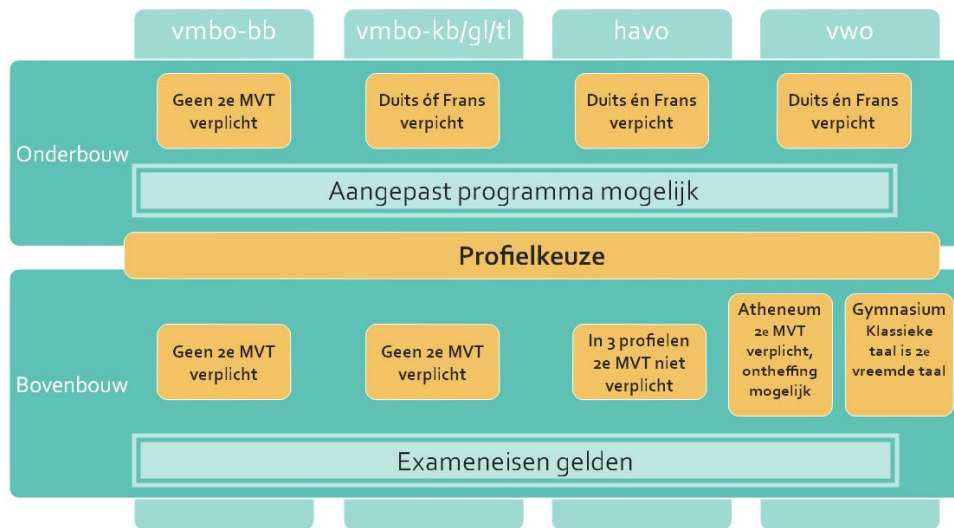 vmbo-bb
vmbo-kb/gl/tl
havo
vwo
Onderbouw
Geen 2e MVT
verplicht
Duits óf Frans
verpicht
Duits én Frans
verpicht
Duits én Frans
verpicht
Aangepast programma mogelijk
Profielkeuze
Bovenbouw
Geen 2e MVT
verplicht
Geen 2e MVT
verplicht
In 3 profielen
2e MVT niet
verplicht
Atheneum
2e MVT
verplicht,
ontheffing
mogelijk
Gymnasium
Klassieke
taal is 2e
vreemde taal
Exameneisen gelden